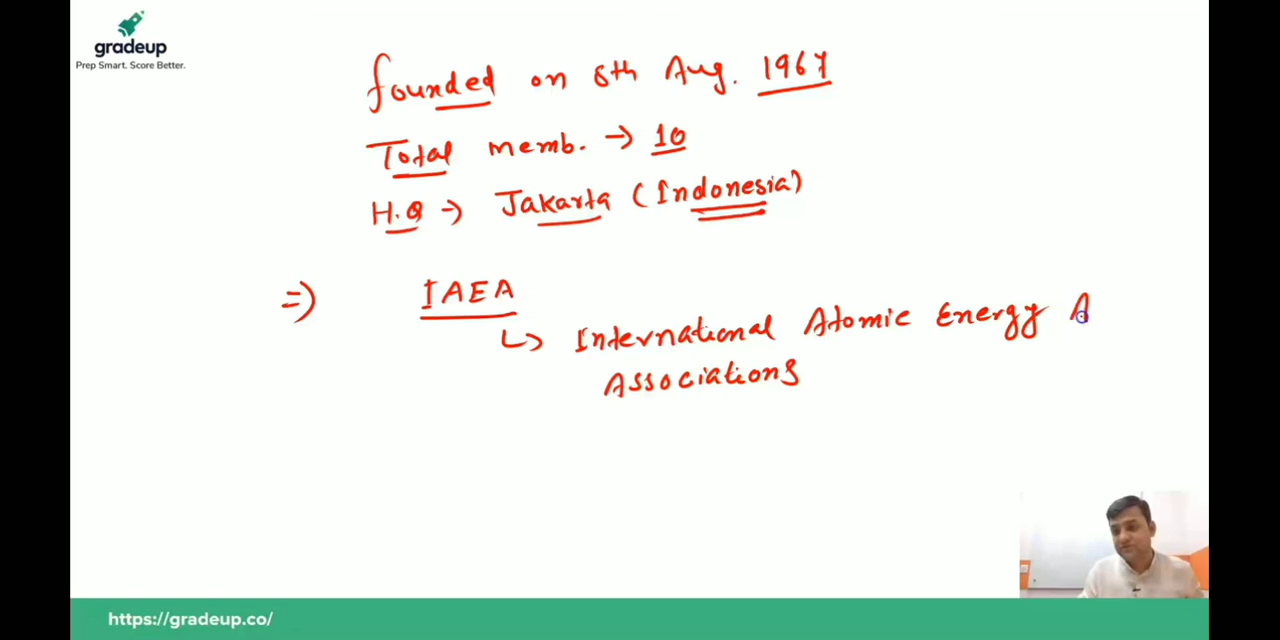 gradeup
Prep Smart. Score Better.
founded on 8th Aug. 1967
Total memb. → 10
H.Q → Jakarta (Indonesia)
⇒ IAEA
↳ International Atomic Energy A
Associations
https://gradeup.co/